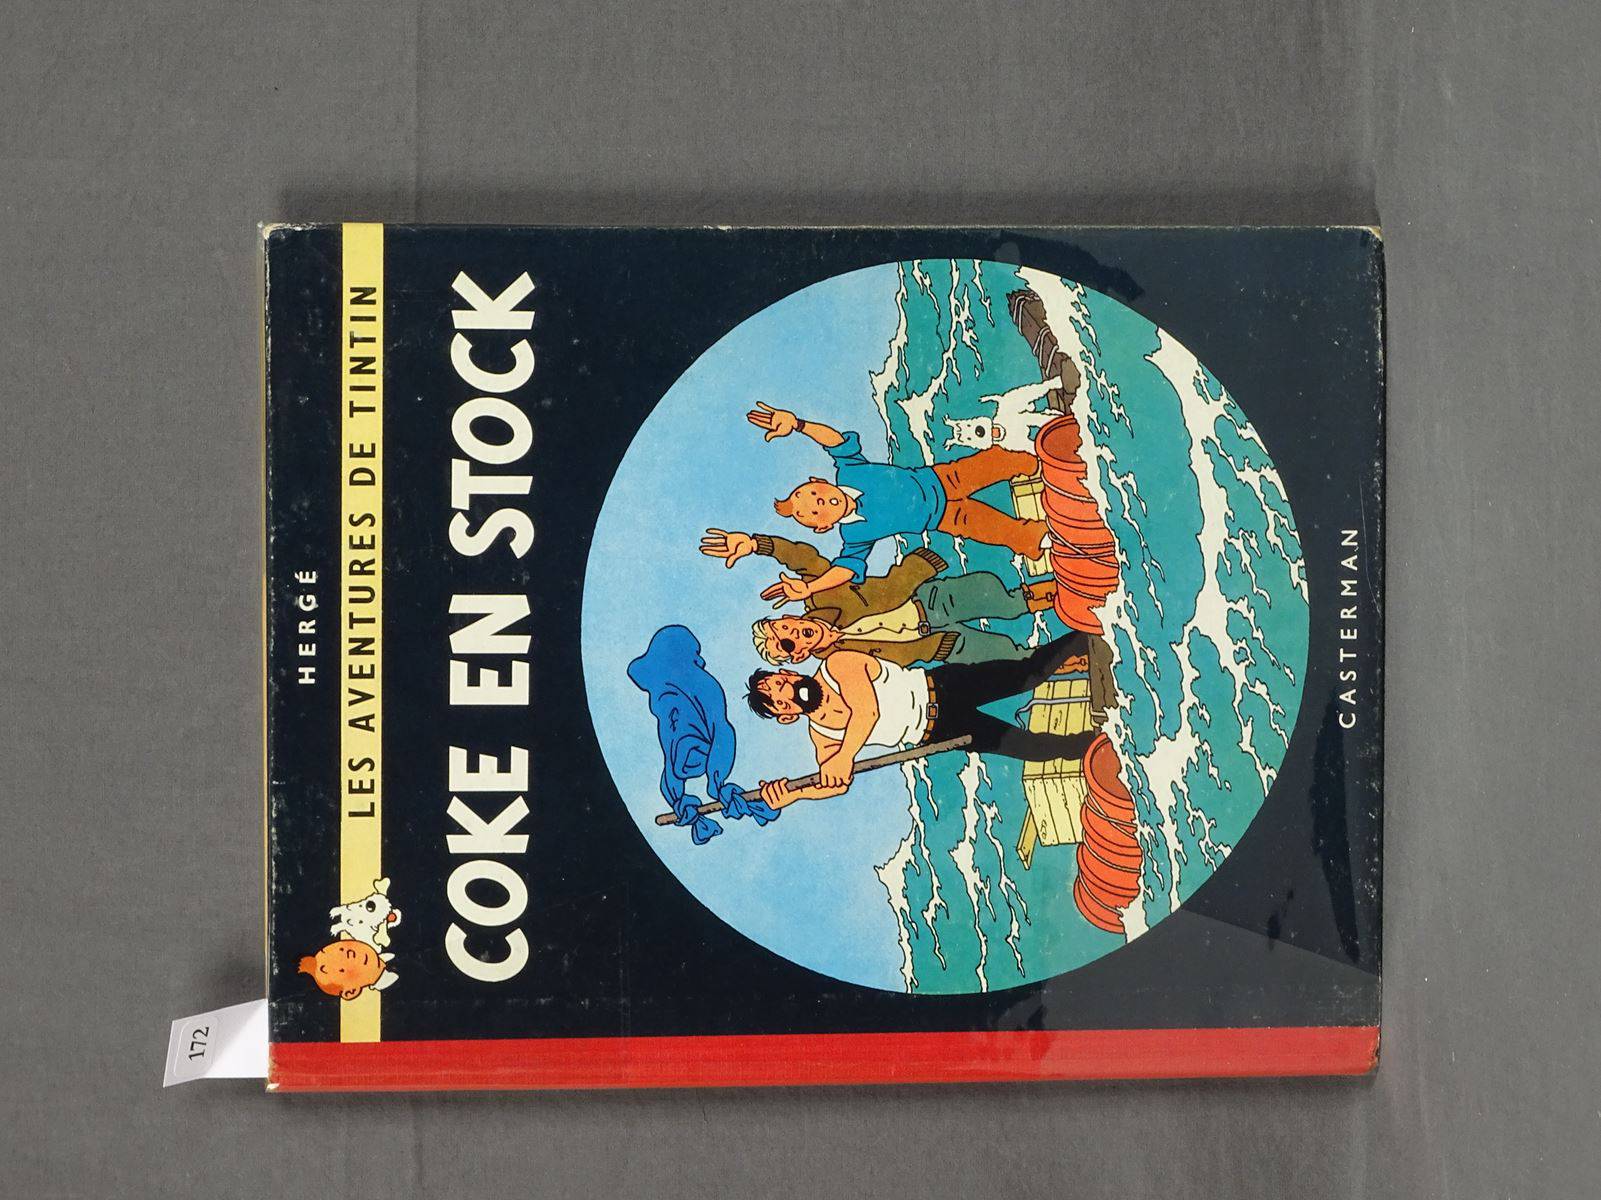 HERGÉ
LES AVENTURES DE TINTIN
COKE EN STOCK
CASTERMAN
172